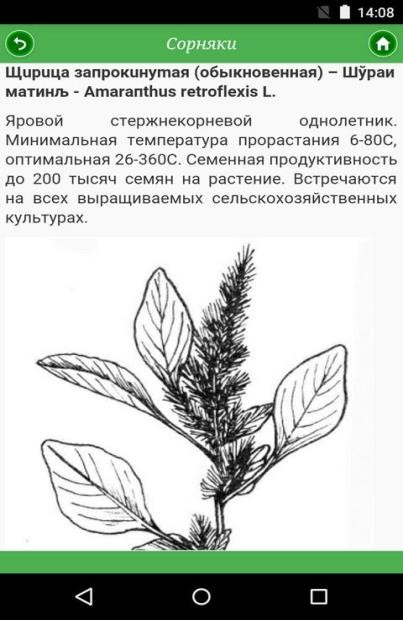 14:08
Сорняки
Щирица запрокинутая (обыкновенная) – Шўраи
матинљ - Amaranthus retroflexis L.
Яровой стержнекорневой однолетник.
Минимальная температура прорастания 6-80С,
оптимальная 26-360С. Семенная продуктивность
до 200 тысяч семян на растение. Встречаются
на всех выращиваемых сельскохозяйственных
культурах.